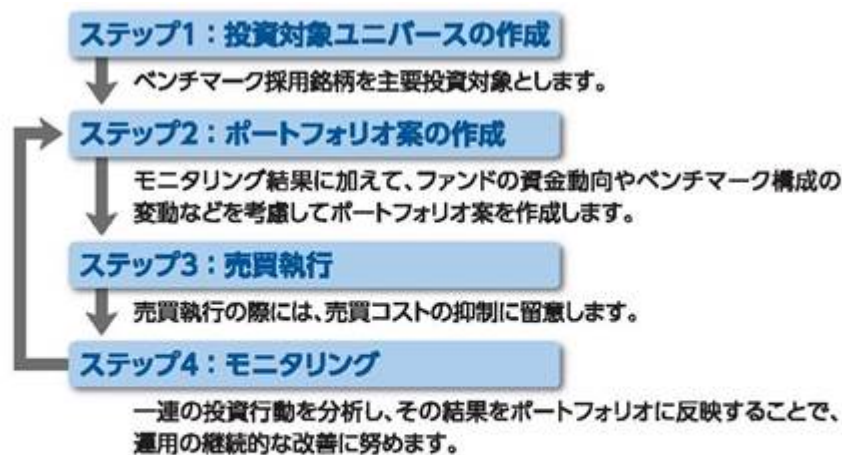 ステップ1：投資対象ユニバースの作成
ベンチマーク採用銘柄を主要投資対象とします。
ステップ2：ポートフォリオ案の作成
モニタリング結果に加えて、ファンドの資金動向やベンチマーク構成の
変動などを考慮してポートフォリオ案を作成します。
ステップ3：売買執行
売買執行の際には、売買コストの抑制に留意します。
ステップ4：モニタリング
一連の投資行動を分析し、その結果をポートフォリオに反映することで、
運用の継続的な改善に努めます。